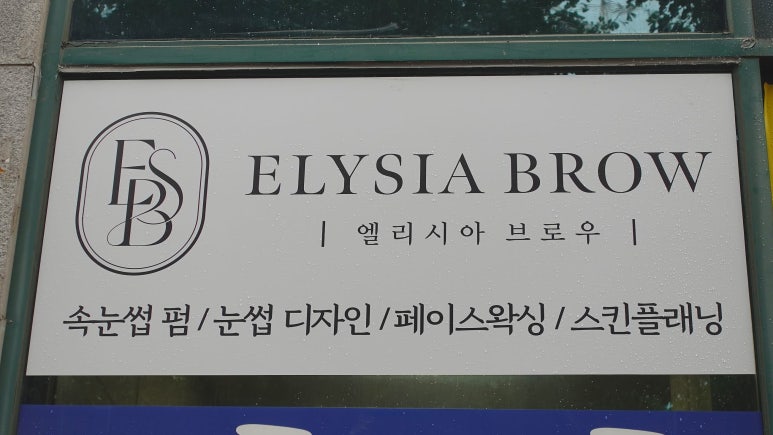 ESB
ELYSIA BROW
| 엘리시아 브로우 |
속눈썹 펌 / 눈썹 디자인 / 페이스왁싱 / 스킨플래닝